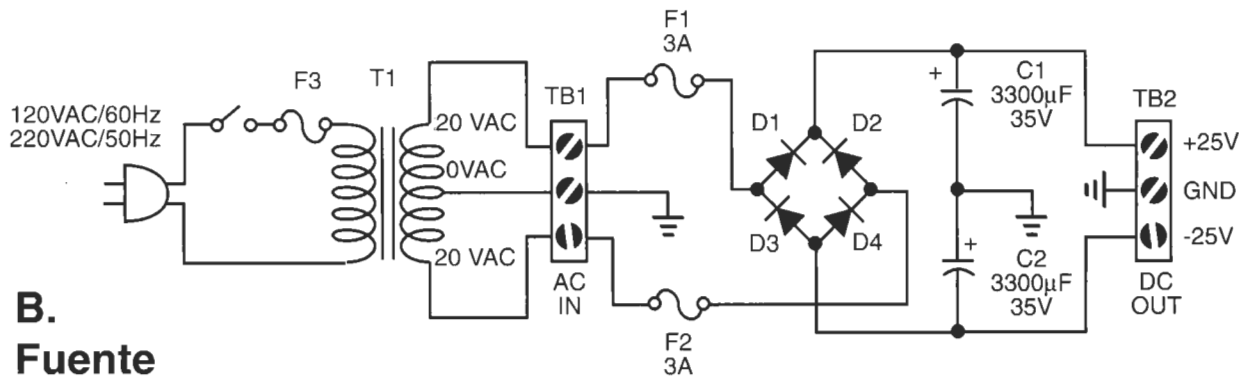 120VAC/60Hz
220VAC/50Hz
F3
T1
20 VAC
0VAC
20 VAC
TB1
AC
IN
F1
3A
F2
3A
D1
D2
D3
D4
+
C1
3300µF
35V
+
C2
3300µF
35V
TB2
+25V
GND
-25V
DC
OUT
B.
Fuente